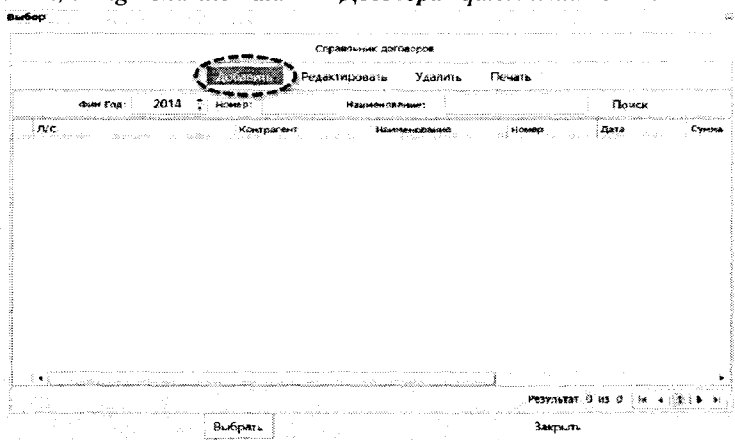 Выбор
Справочник договоров
Добавить Редактировать Удалить Печать
Фин Год: 2014 Номер: Наименование: Поиск
Л/С Контрагент Наименование Номер Дата Сумма
Результат 0 из 0 1
Выбрать Закрыть